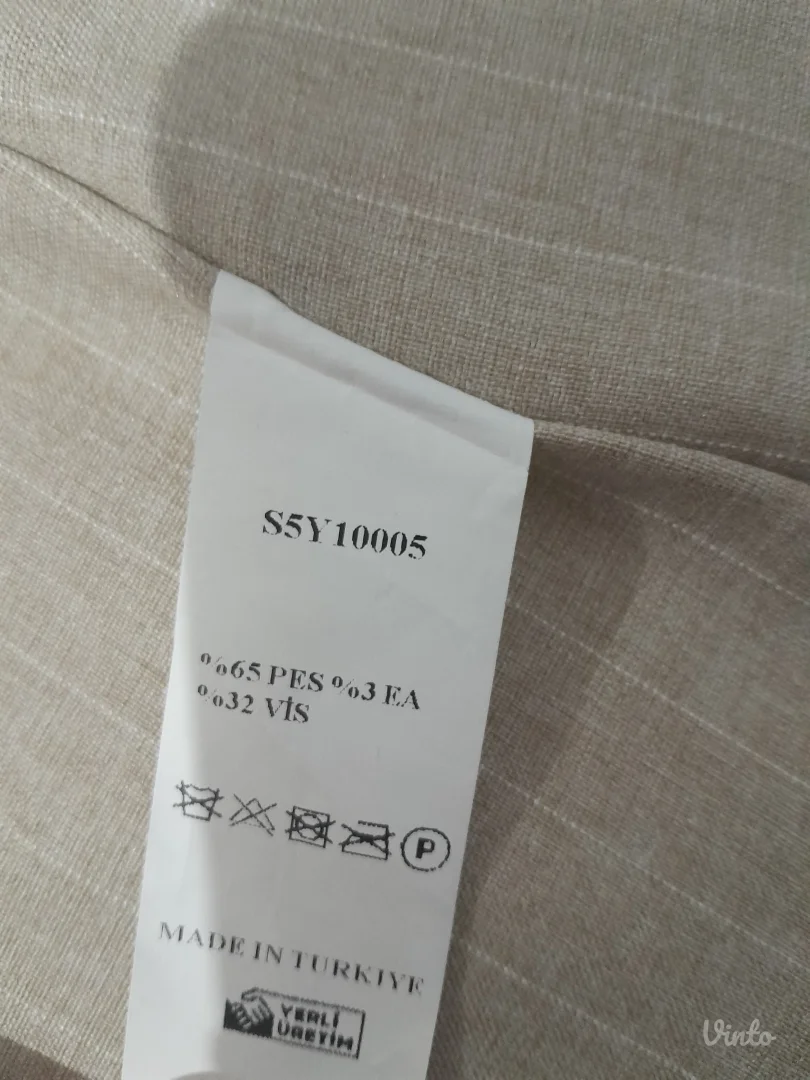 S5Y10005
%65 PES %3 EA
%32 VİS
P
MADE IN TURKIYE
YERLİ
ÜRETİM
Vinto